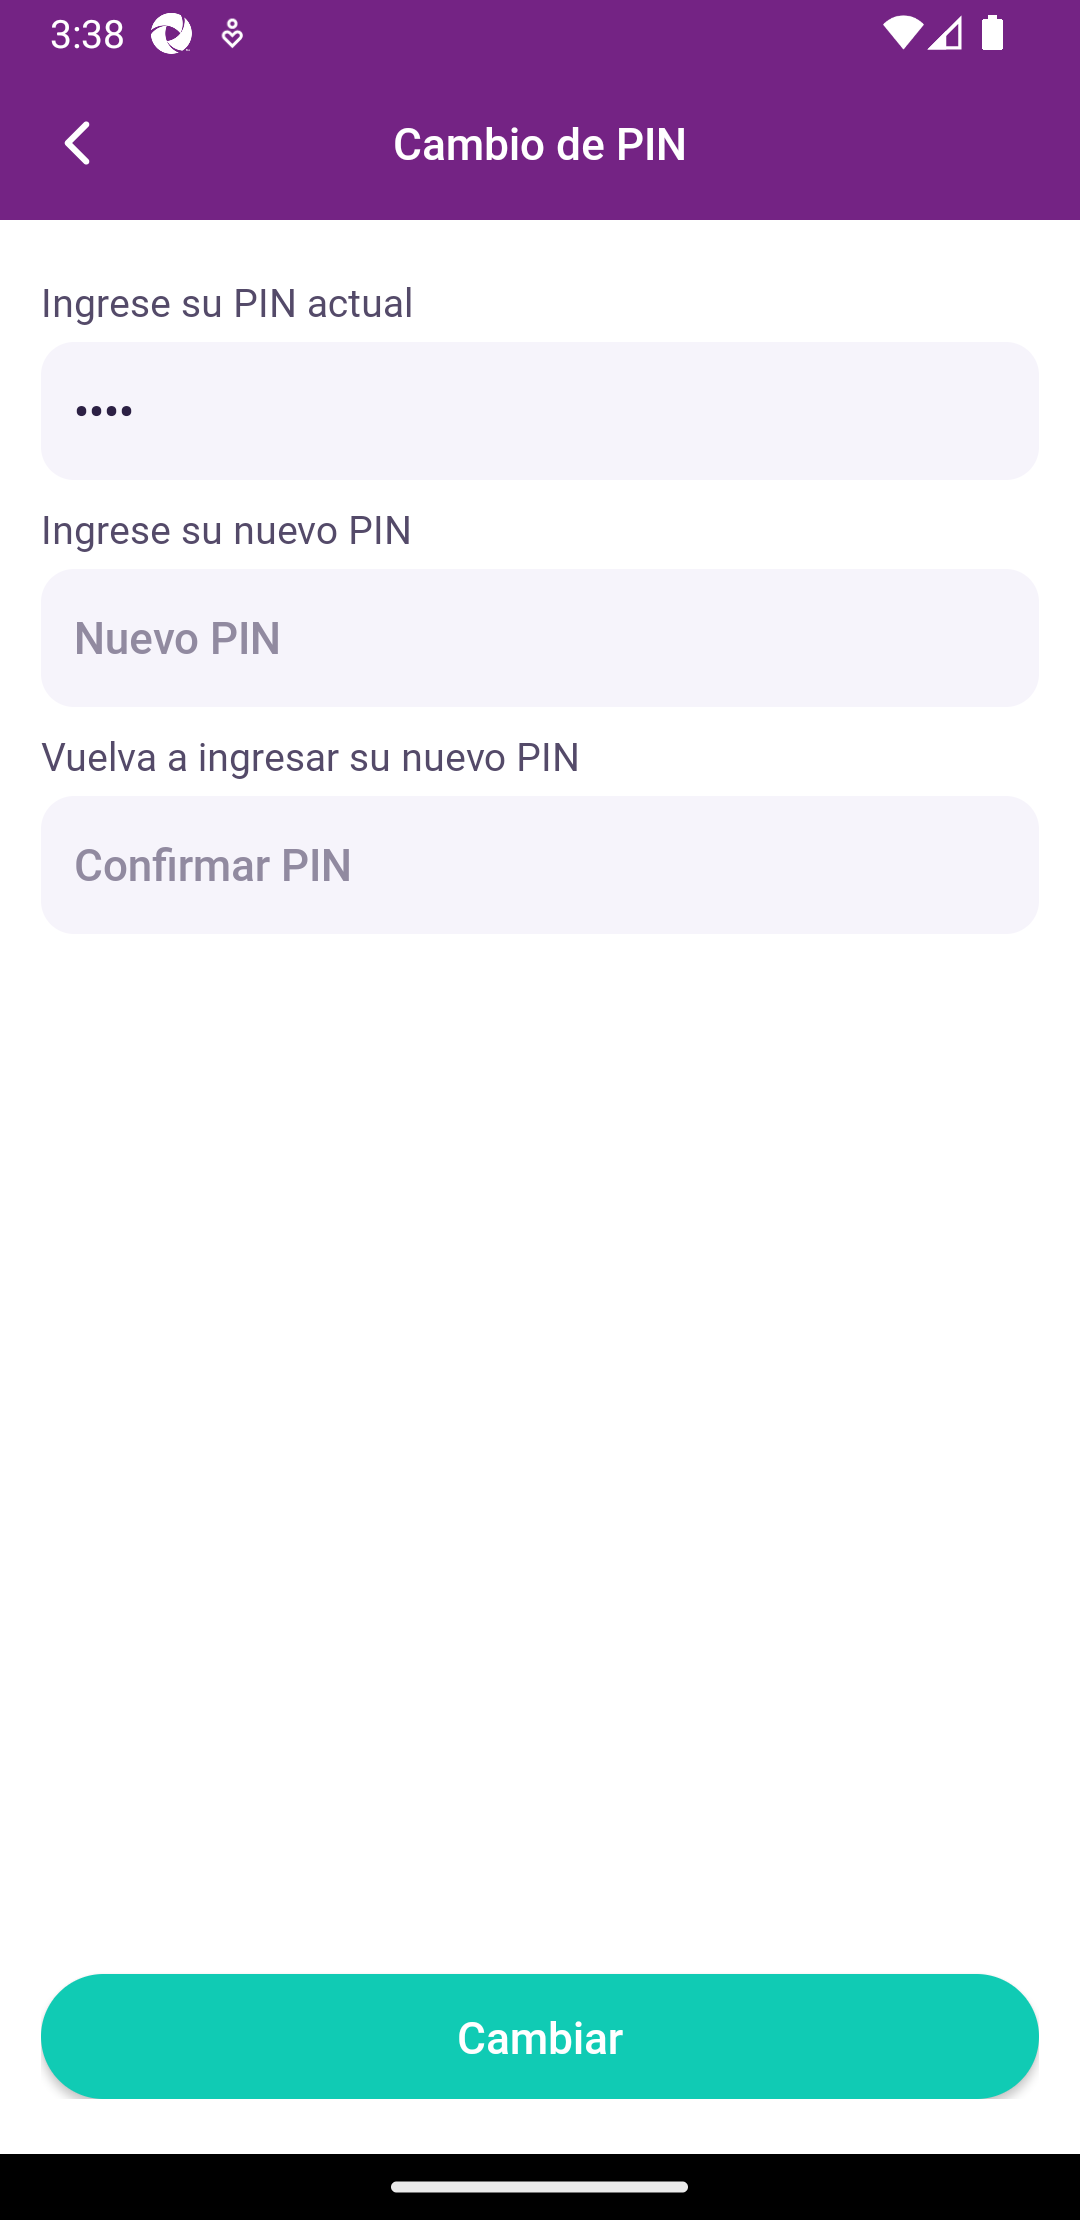 3:38
Cambio de PIN
Ingrese su PIN actual
••••
Ingrese su nuevo PIN
Nuevo PIN
Vuelva a ingresar su nuevo PIN
Confirmar PIN
Cambiar